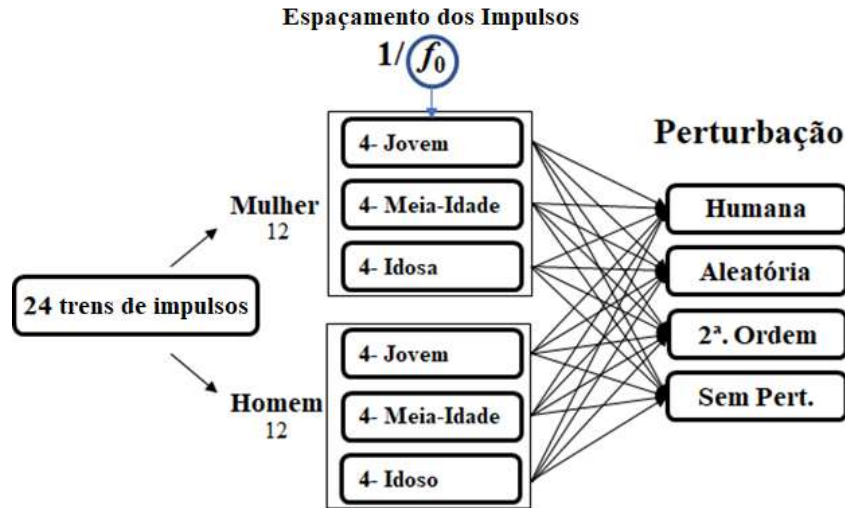 Espaçamento dos Impulsos
1/f₀
Perturbação
24 trens de impulsos
Mulher
12
4- Jovem
4- Meia-Idade
4- Idosa
Homem
12
4- Jovem
4- Meia-Idade
4- Idoso
Humana
Aleatória
2ª. Ordem
Sem Pert.